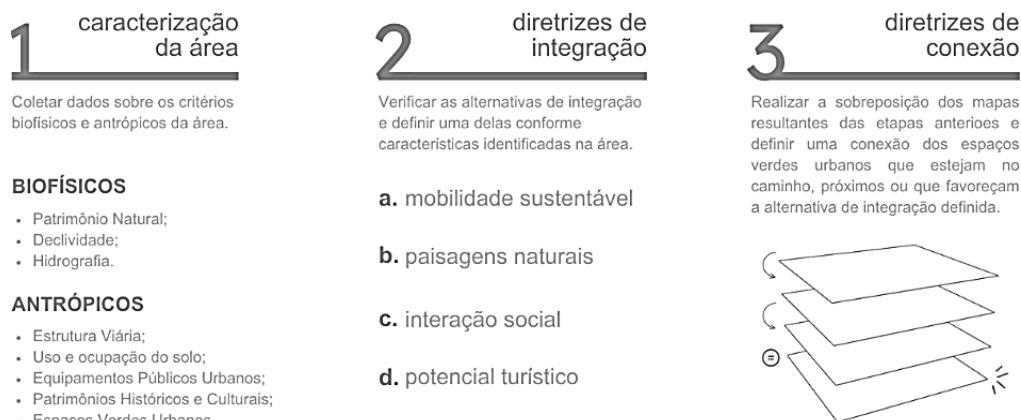 1
caracterização
da área
Coletar dados sobre os critérios
biofísicos e antrópicos da área.
BIOFÍSICOS
• Patrimônio Natural;
• Declividade;
• Hidrografia.
ANTRÓPICOS
• Estrutura Viária;
• Uso e ocupação do solo;
• Equipamentos Públicos Urbanos;
• Patrimônios Históricos e Culturais;
• Espaços Verdes Urbanos
2
diretrizes de
integração
Verificar as alternativas de integração
e definir uma delas conforme
características identificadas na área.
a. mobilidade sustentável
b. paisagens naturais
c. interação social
d. potencial turístico
3
diretrizes de
conexão
Realizar a sobreposição dos mapas
resultantes das etapas anterioes e
definir uma conexão dos espaços
verdes urbanos que estejam no
caminho, próximos ou que favoreçam
a alternativa de integração definida.
=